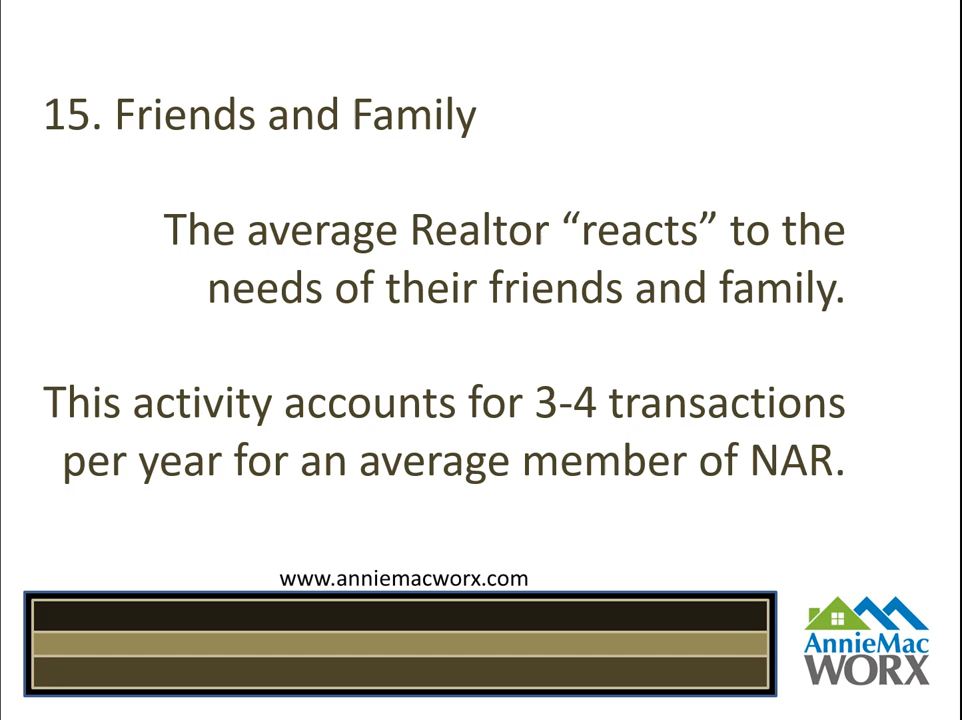 15. Friends and Family
The average Realtor “reacts” to the
needs of their friends and family.
This activity accounts for 3-4 transactions
per year for an average member of NAR.
www.anniemacworx.com
AnnieMac
WORX